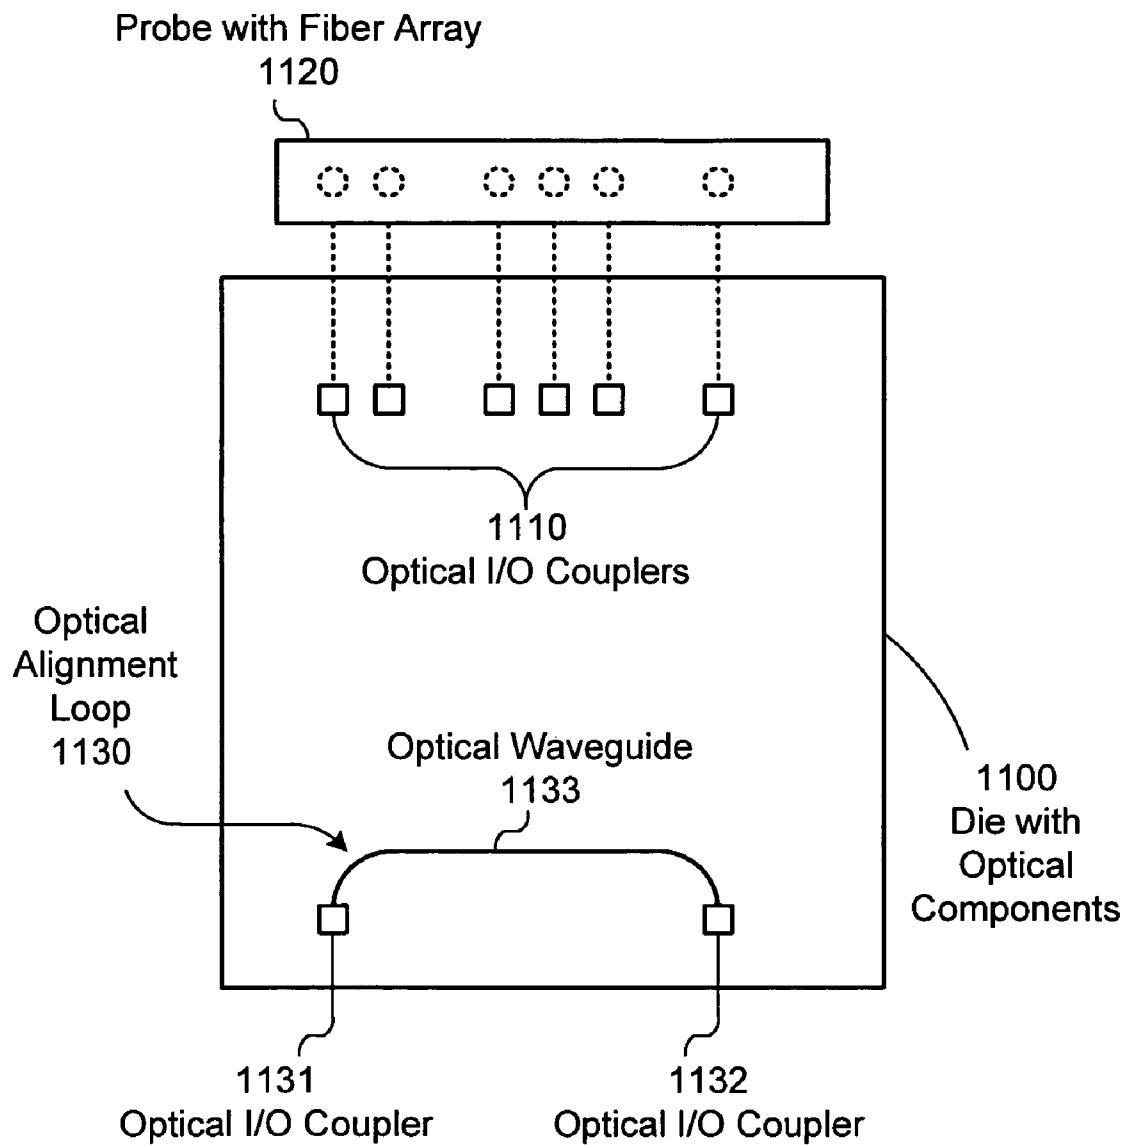 Probe with Fiber Array
1120
1110
Optical I/O Couplers
Optical
Alignment
Loop
1130
Optical Waveguide
1133
1100
Die with
Optical
Components
1131
Optical I/O Coupler
1132
Optical I/O Coupler